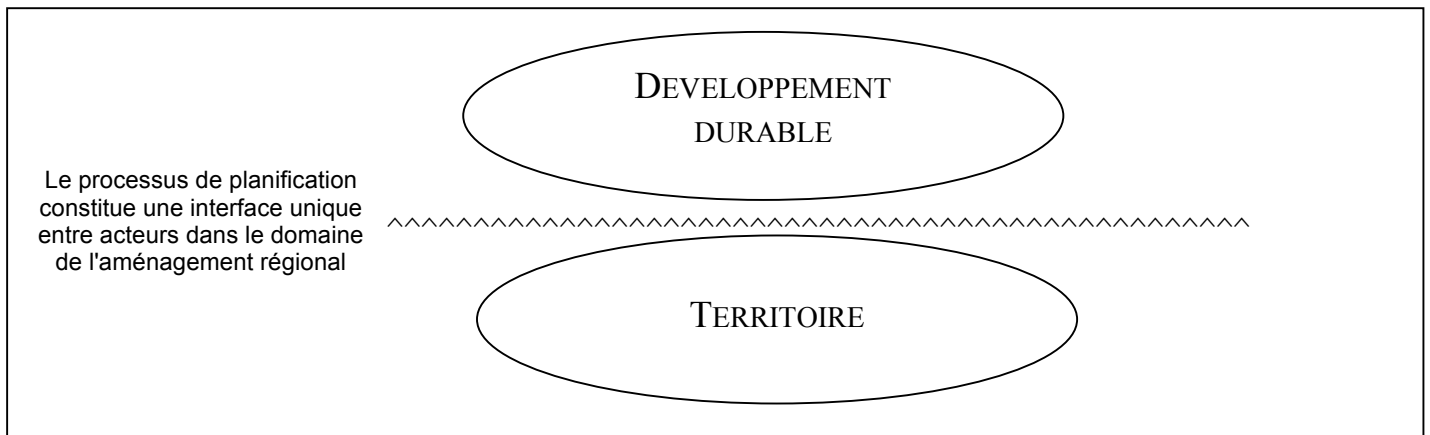 DEVELOPPEMENT
DURABLE
Le processus de planification
constitue une interface unique
entre acteurs dans le domaine
de l'aménagement régional
^^^^^^^^^^^^^^^^^^^^^^^^^^^^^^^^^^^^^^^^^^^^^^^^^^
TERRITOIRE